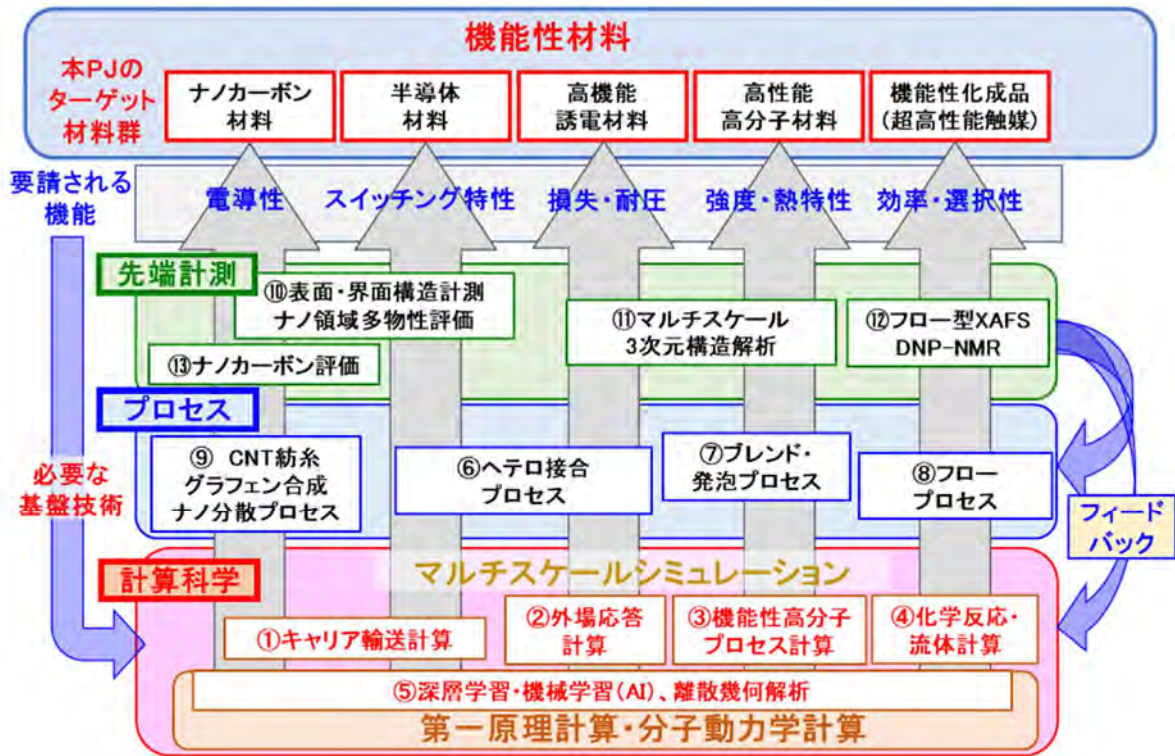 機能性材料
本PJの
ターゲット
材料群
ナノカーボン
材料
半導体
材料
高機能
誘電材料
高性能
高分子材料
機能性化成品
(超高性能触媒)
要請される
機能
電導性
スイッチング特性
損失・耐圧
強度・熱特性
効率・選択性
先端計測
⑩表面・界面構造計測
ナノ領域多物性評価
⑪マルチスケール
3次元構造解析
⑫フロー型XAFS
DNP-NMR
⑬ナノカーボン評価
プロセス
必要な
基盤技術
⑨ CNT紡糸
グラフェン合成
ナノ分散プロセス
⑥ヘテロ接合
プロセス
⑦ブレンド・
発泡プロセス
⑧フロー
プロセス
フィード
バック
計算科学
マルチスケールシミュレーション
①キャリア輸送計算
②外場応答
計算
③機能性高分子
プロセス計算
④化学反応・
流体計算
⑤深層学習・機械学習(AI)、離散幾何解析
第一原理計算・分子動力学計算